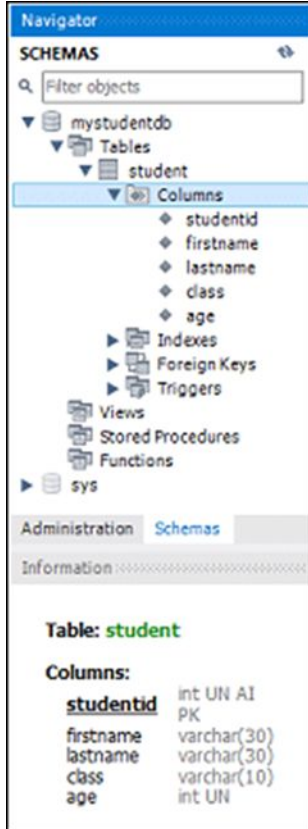 Navigator
SCHEMAS
Filter objects
mystudentdb
Tables
student
Columns
studentid
firstname
lastname
class
age
Indexes
Foreign Keys
Triggers
Views
Stored Procedures
Functions
sys
Administration Schemas
Information
Table: student
Columns:
studentid int UN AI
PK
firstname varchar(30)
lastname varchar(30)
class varchar(10)
age int UN